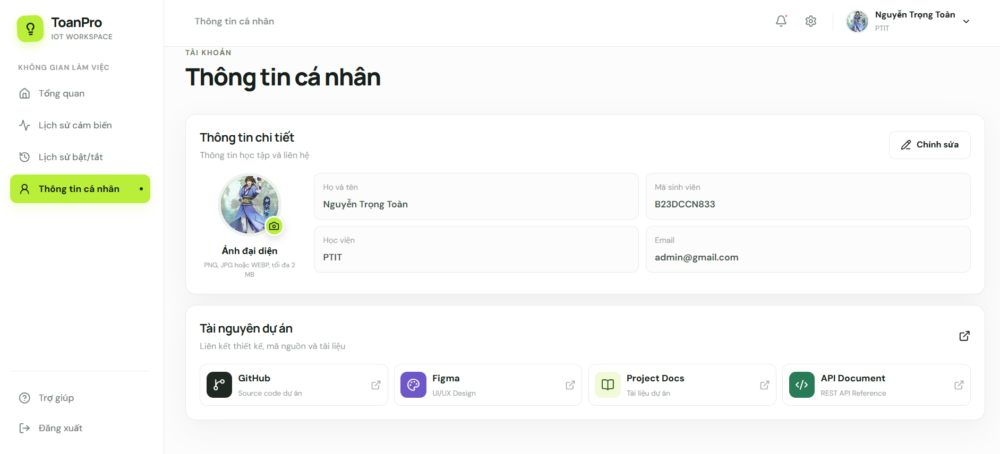 ToanPro
IOT WORKSPACE
KHÔNG GIAN LÀM VIỆC
Tổng quan
Lịch sử cảm biến
Lịch sử bật/tắt
Thông tin cá nhân
Trợ giúp
Đăng xuất
Thông tin cá nhân
Nguyễn Trọng Toàn
PTIT
TÀI KHOẢN
Thông tin cá nhân
Thông tin chi tiết
Thông tin học tập và liên hệ
Chỉnh sửa
Ảnh đại diện
PNG, JPG hoặc WEBP, tối đa 2
MB
Họ và tên
Nguyễn Trọng Toàn
Mã sinh viên
B23DCCN833
Học viện
PTIT
Email
admin@gmail.com
Tài nguyên dự án
Liên kết thiết kế, mã nguồn và tài liệu
GitHub
Source code dự án
Figma
UI/UX Design
Project Docs
Tài liệu dự án
API Document
REST API Reference